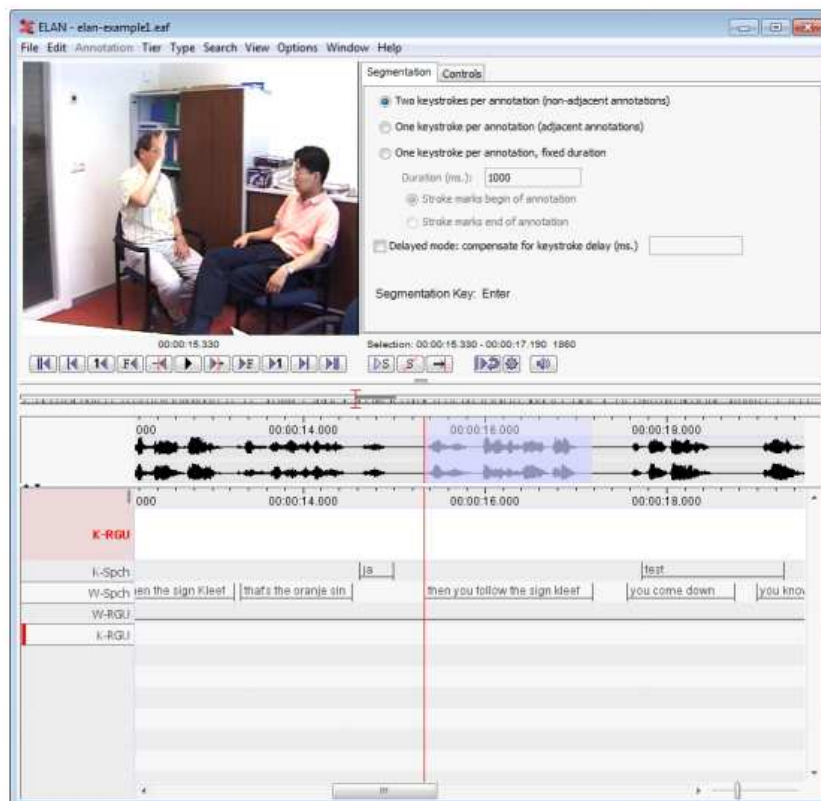 ELAN - elan-example1.eaf
File Edit Annotation Tier Type Search View Options Window Help
Segmentation Controls
Two keystrokes per annotation (non-adjacent annotations)
One keystroke per annotation (adjacent annotations)
One keystroke per annotation, fixed duration
Duration (ms.): 1000
Stroke marks begin of annotation
Stroke marks end of annotation
Delayed mode: compensate for keystroke delay (ms.)
Segmentation Key: Enter
00:00:15.330
Selection: 00:00:15.330 - 00:00:17.190 1860
1 F F 1 S S
000 00:00:14.000 00:00:16.000 00:00:18.000
000 00:00:14.000 00:00:16.000 00:00:18.000
K-RGU
K-Spch ja test
W-Spch en the sign Kleef that's the oranje sin then you follow the sign kleef you come down you know
W-RGU
K-RGU